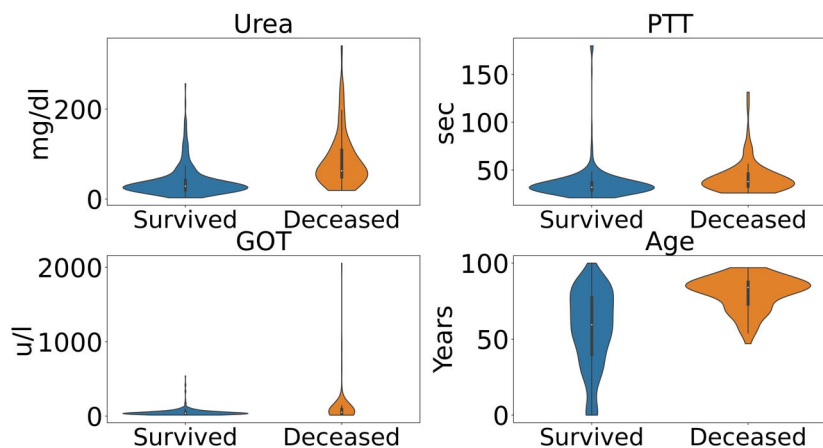 Urea
mg/dl
200
0
Survived Deceased
PTT
sec
150
100
50
0
Survived Deceased
GOT
u/l
2000
1000
0
Survived Deceased
Age
Years
100
50
0
Survived Deceased